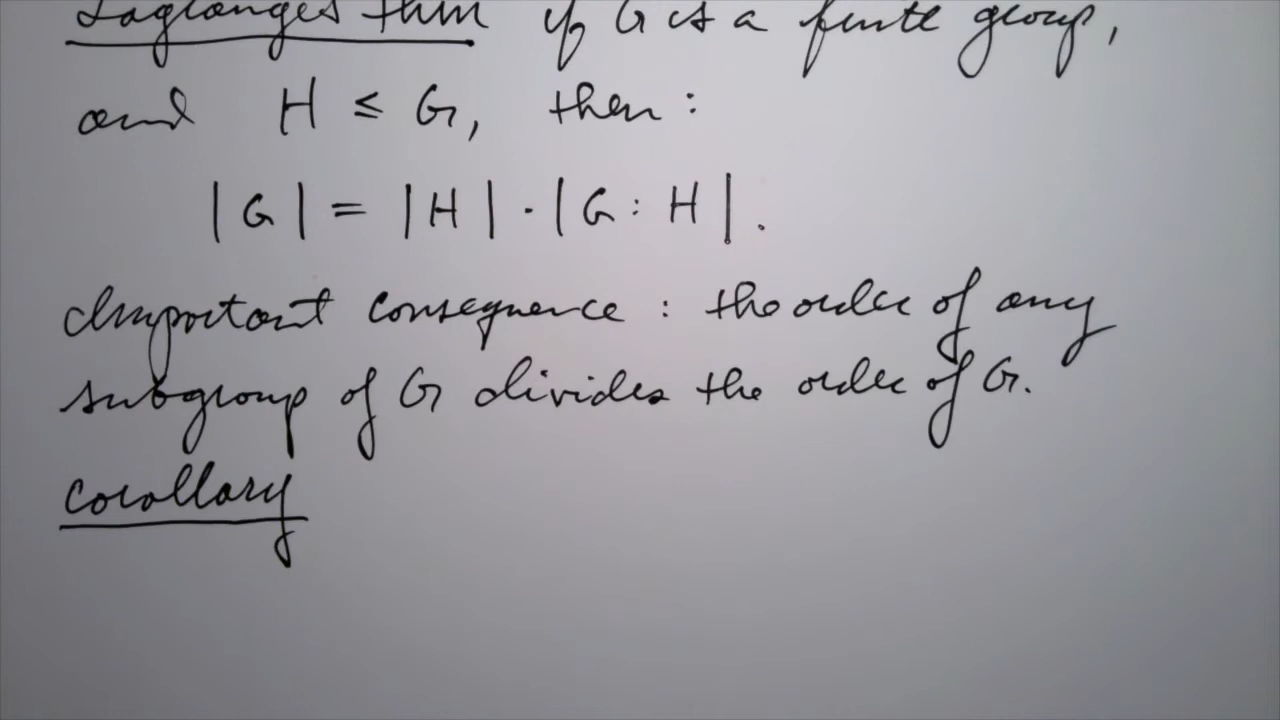 Lagranges thm if G is a finite group,
and H ≤ G, then:
|G| = |H| · |G : H|.
Important consequence : the order of any
subgroup of G divides the order of G.
Corollary